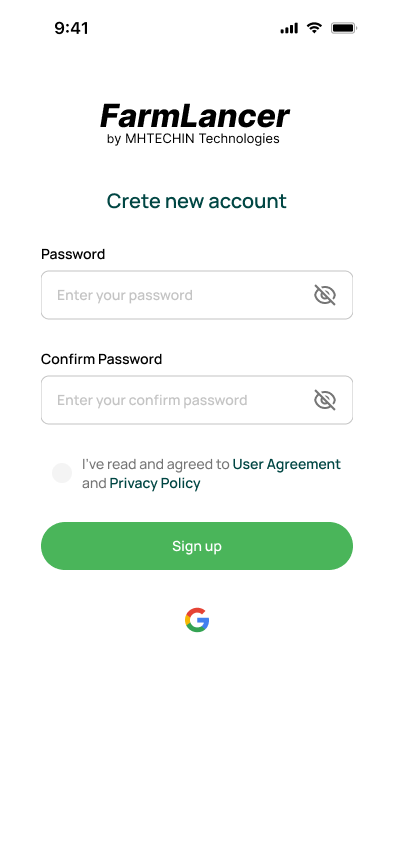 9:41
FarmLancer
by MHTECHIN Technologies
Crete new account
Password
Enter your password
Confirm Password
Enter your confirm password
I've read and agreed to User Agreement
and Privacy Policy
Sign up